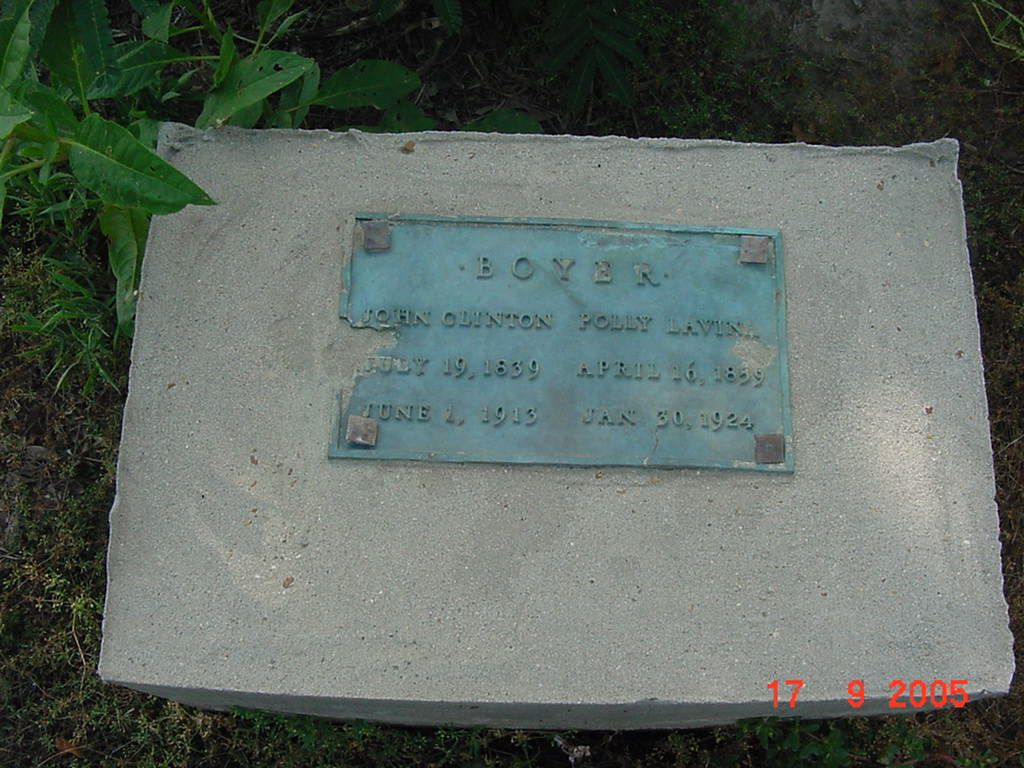 · BOYER ·
JOHN CLINTON POLLY LAVINA
JULY 19, 1839 APRIL 16, 1859
JUNE 1, 1913 JAN 30, 1924
17 9 2005